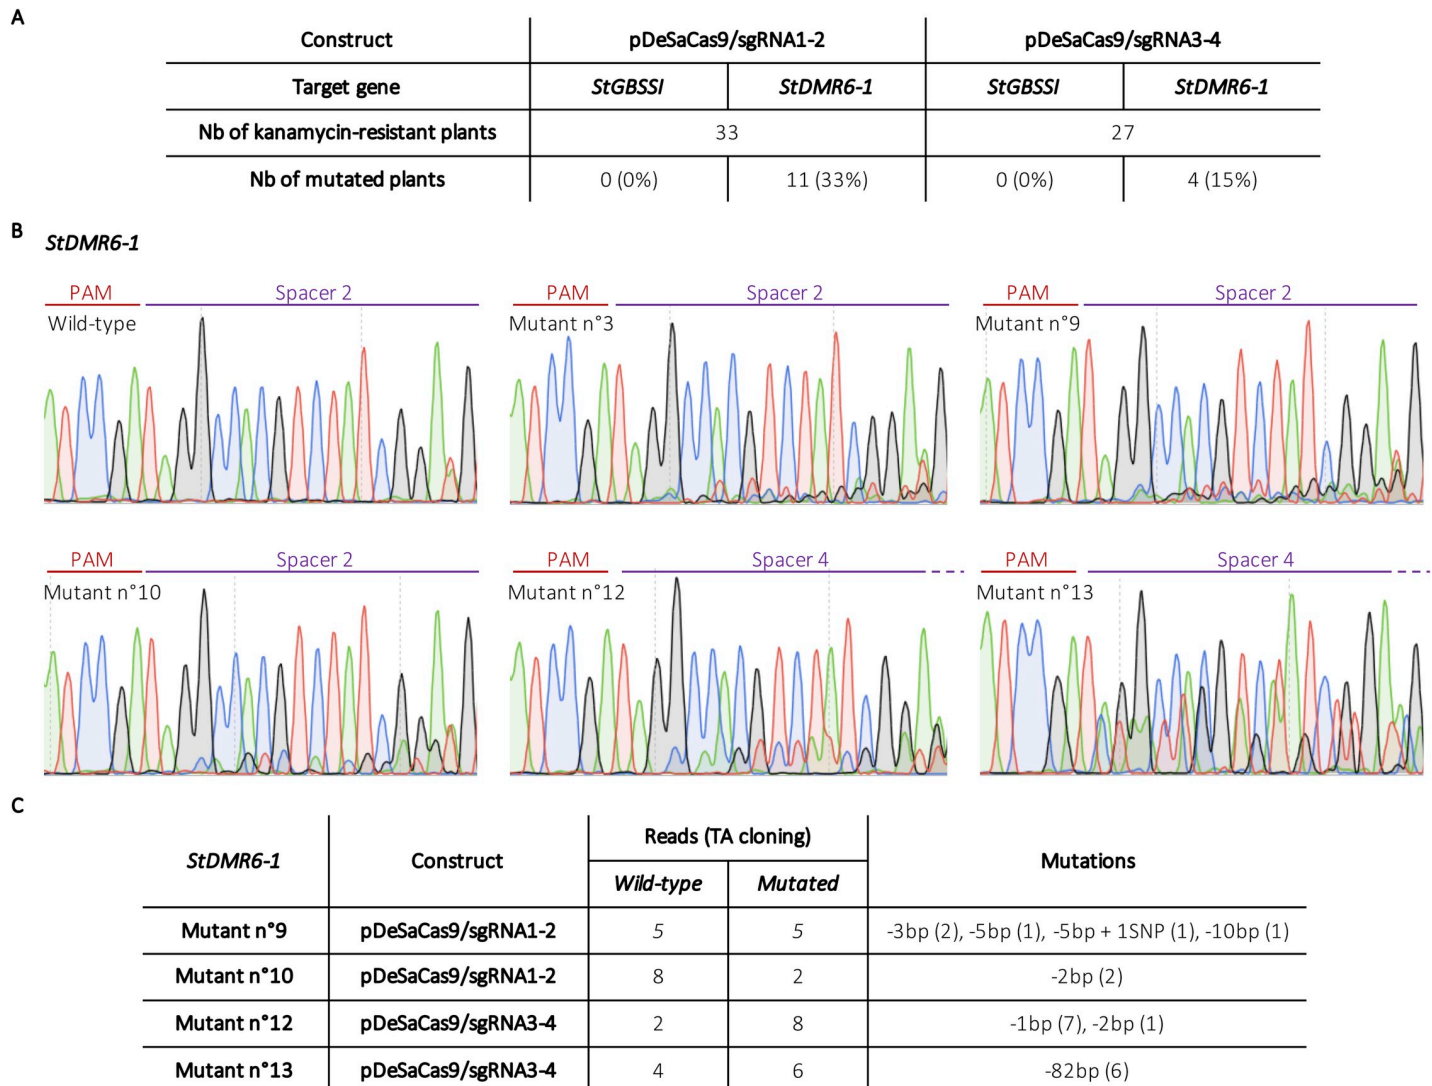 A
Construct pDeSaCas9/sgRNA1-2 pDeSaCas9/sgRNA3-4
Target gene StGBSSI StDMR6-1 StGBSSI StDMR6-1
Nb of kanamycin-resistant plants 33 27
Nb of mutated plants 0 (0%) 11 (33%) 0 (0%) 4 (15%)
B
StDMR6-1
PAM Spacer 2 PAM Spacer 2 PAM Spacer 2
Wild-type Mutant n°3 Mutant n°9
PAM Spacer 2 PAM Spacer 4 PAM Spacer 4
Mutant n°10 Mutant n°12 Mutant n°13
C
Reads (TA cloning)
StDMR6-1 Construct Mutations
Wild-type Mutated
Mutant n°9 pDeSaCas9/sgRNA1-2 5 5 -3bp (2), -5bp (1), -5bp + 1SNP (1), -10bp (1)
Mutant n°10 pDeSaCas9/sgRNA1-2 8 2 -2bp (2)
Mutant n°12 pDeSaCas9/sgRNA3-4 2 8 -1bp (7), -2bp (1)
Mutant n°13 pDeSaCas9/sgRNA3-4 4 6 -82bp (6)